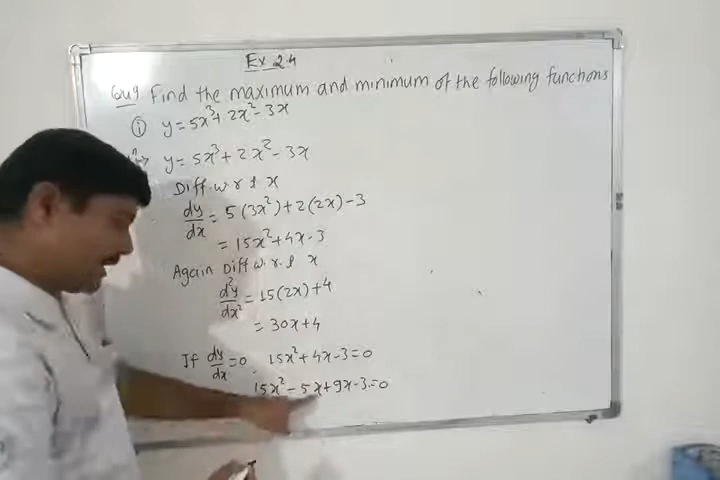 Ex 2.4
Qu9 Find the maximum and minimum of the following functions
(i) y = 5x³ + 2x² - 3x
y = 5x³ + 2x² - 3x
Diff w r t x
dy/dx = 5(3x²) + 2(2x) - 3
= 15x² + 4x - 3
Again Diff w.r.t x
d²y/dx² = 15(2x) + 4
= 30x + 4
If dy/dx = 0, 15x² + 4x - 3 = 0
15x² - 5x + 9x - 3 = 0